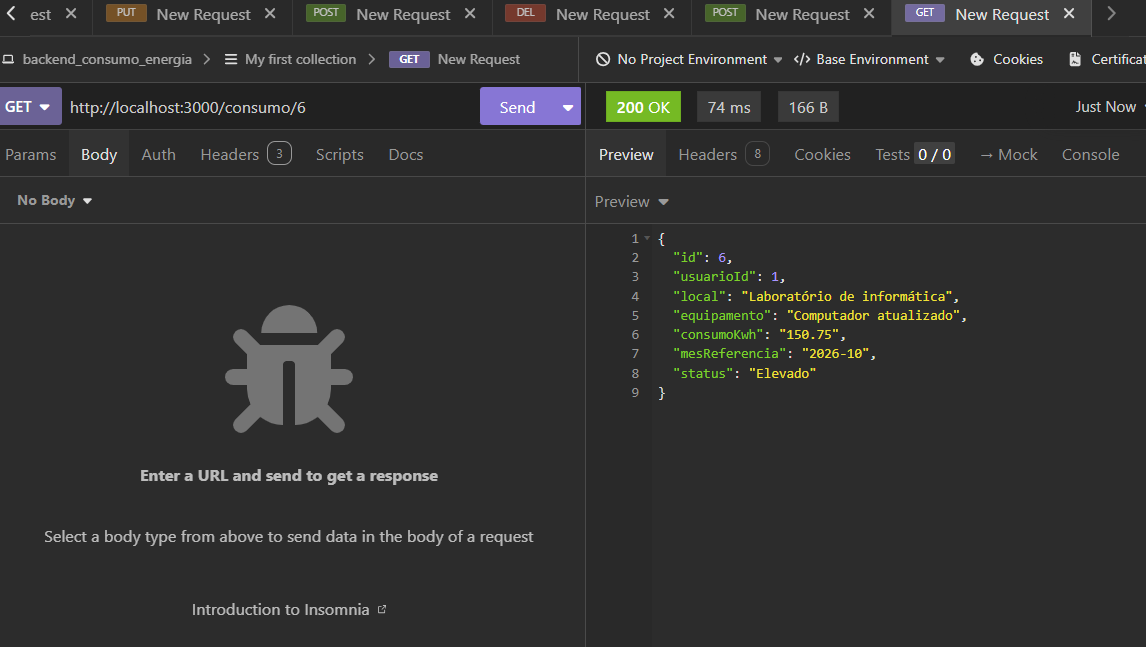 est PUT New Request POST New Request DEL New Request POST New Request GET New Request
backend_consumo_energia My first collection GET New Request No Project Environment </> Base Environment Cookies Certificat
GET http://localhost:3000/consumo/6 Send 200 OK 74 ms 166 B Just Now
Params Body Auth Headers 3 Scripts Docs Preview Headers 8 Cookies Tests 0 / 0 → Mock Console
No Body Preview
1 {
2 "id": 6,
3 "usuarioId": 1,
4 "local": "Laboratório de informática",
5 "equipamento": "Computador atualizado",
6 "consumoKwh": "150.75",
7 "mesReferencia": "2026-10",
8 "status": "Elevado"
9 }
Enter a URL and send to get a response
Select a body type from above to send data in the body of a request
Introduction to Insomnia